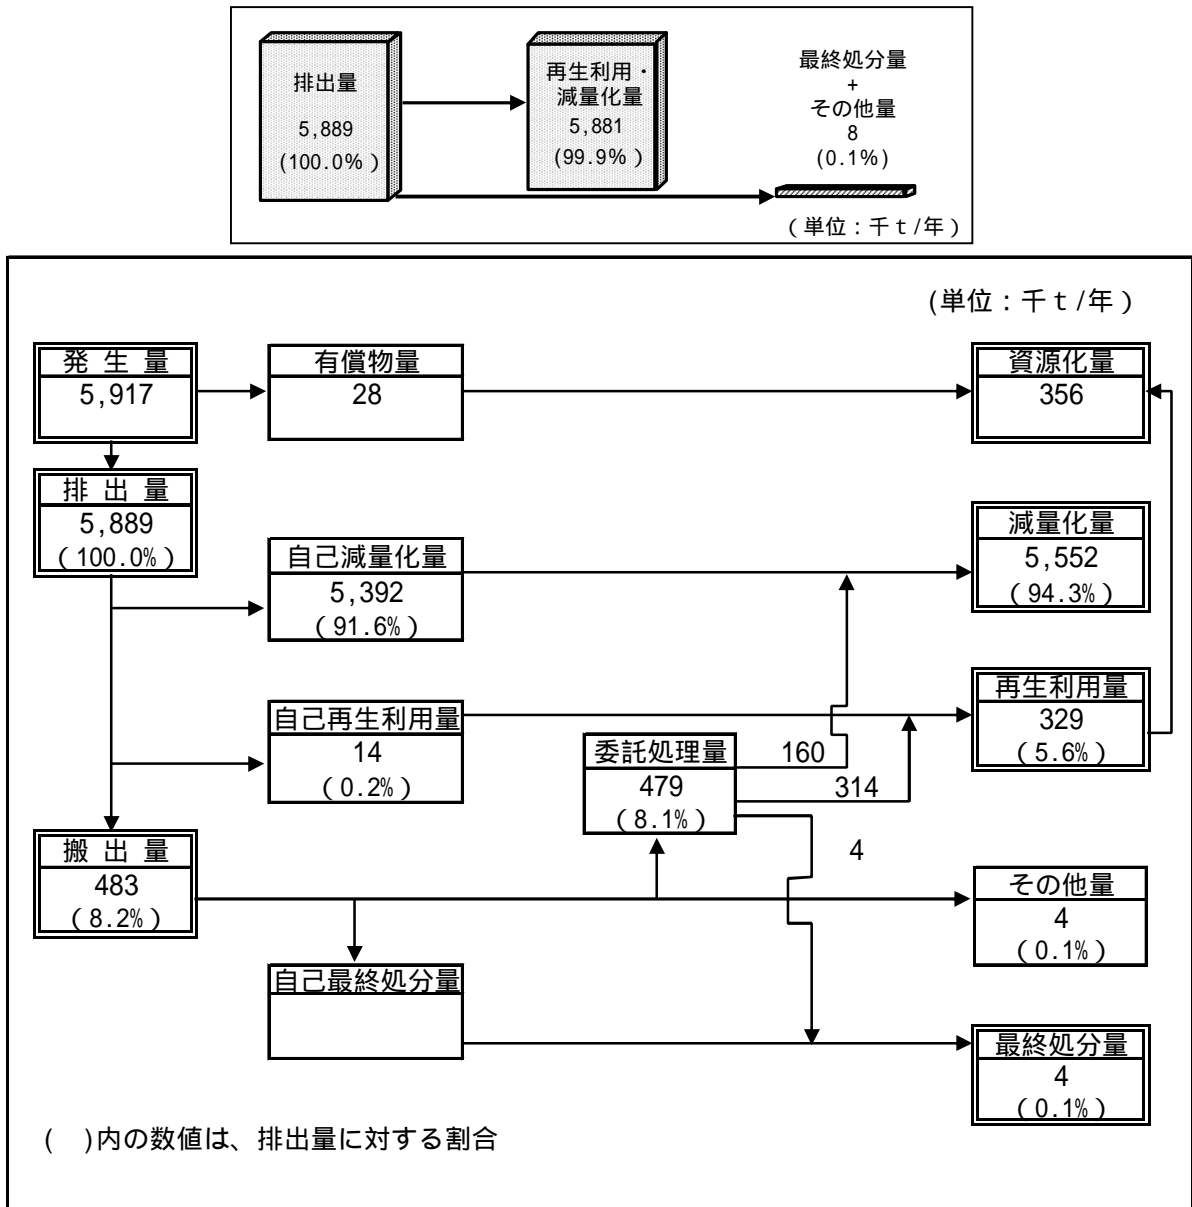 排出量
5,889
(100.0%)
再生利用・
減量化量
5,881
(99.9%)
最終処分量
+
その他量
8
(0.1%)
(単位：千ｔ/年)
(単位：千ｔ/年)
発 生 量
5,917
有償物量
28
資源化量
356
排 出 量
5,889
(100.0%)
自己減量化量
5,392
(91.6%)
減量化量
5,552
(94.3%)
自己再生利用量
14
(0.2%)
委託処理量
479
(8.1%)
160
314
4
再生利用量
329
(5.6%)
搬 出 量
483
(8.2%)
その他量
4
(0.1%)
自己最終処分量
最終処分量
4
(0.1%)
(　)内の数値は、排出量に対する割合